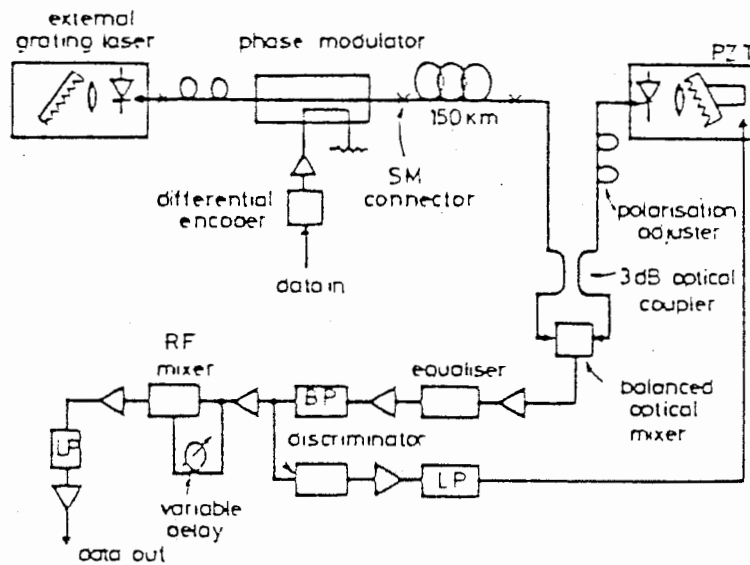 external
grating laser
phase modulator
PZT
150 km
SM
connector
differential
encoder
data in
polarisation
adjuster
3dB optical
coupler
RF
mixer
equaliser
balanced
optical
mixer
BP
discriminator
LP
LP
variable
delay
data out